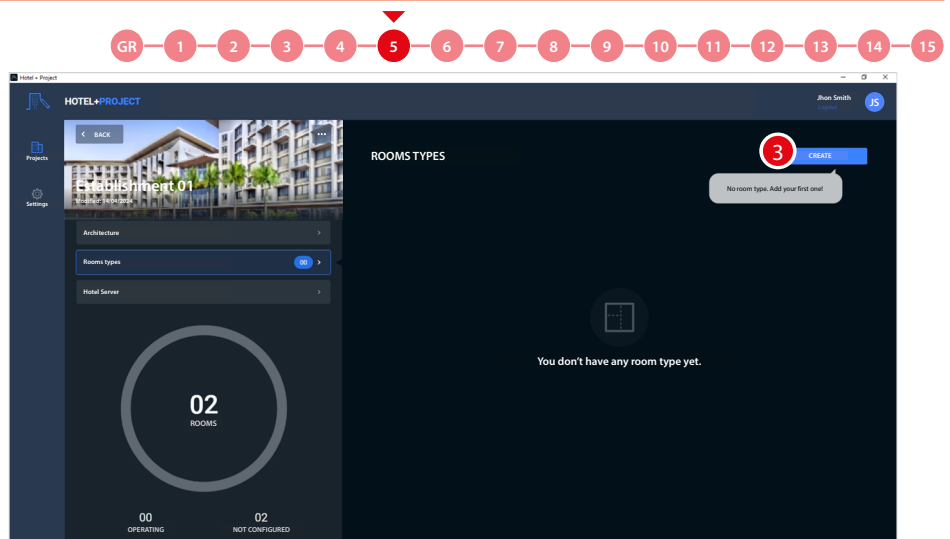 GR 1 2 3 4 5 6 7 8 9 10 11 12 13 14 15
Hotel + Project
HOTEL+PROJECT
Jhon Smith
Logout
JS
Projects
Settings
BACK
Establishment 01
Modified: 14/04/2024
Architecture
Rooms types 00
Hotel Server
02
ROOMS
00
OPERATING
02
NOT CONFIGURED
ROOMS TYPES
3
CREATE
No room type. Add your first one!
You don't have any room type yet.